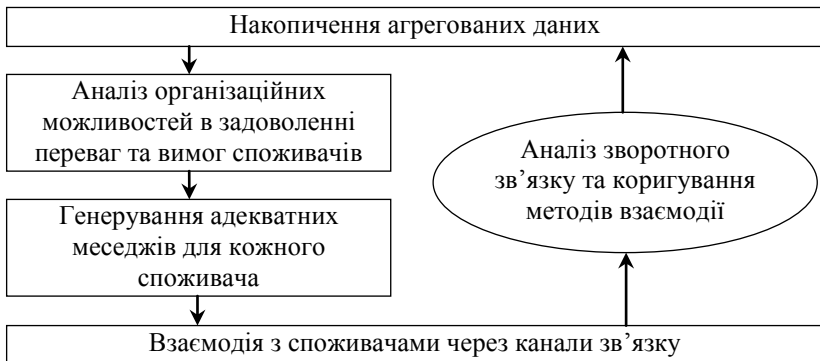 Накопичення агрегованих даних
Аналіз організаційних
можливостей в задоволенні
переваг та вимог споживачів
Генерування адекватних
меседжів для кожного
споживача
Аналіз зворотного
зв’язку та коригування
методів взаємодії
Взаємодія з споживачами через канали зв’язку